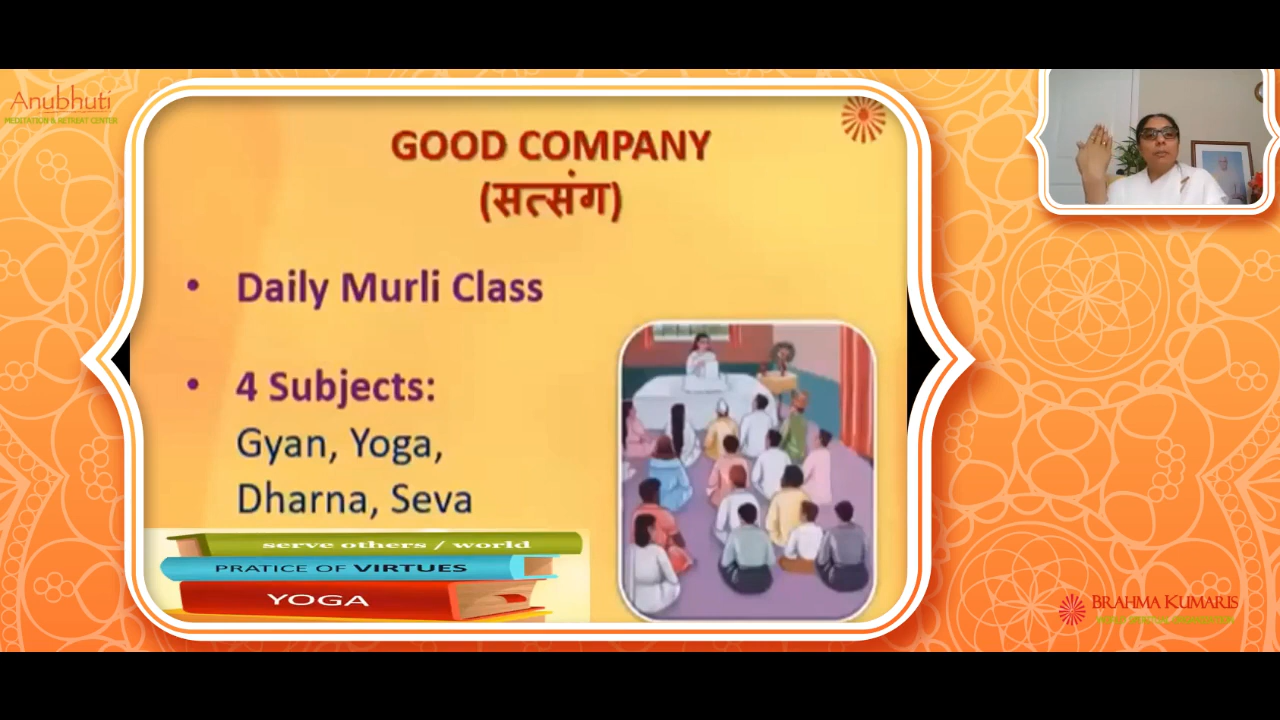 Anubhuti
MEDITATION & RETREAT CENTER
GOOD COMPANY
(सत्संग)
• Daily Murli Class
• 4 Subjects:
Gyan, Yoga,
Dharna, Seva
serve others / world
PRATICE OF VIRTUES
YOGA
BRAHMA KUMARIS